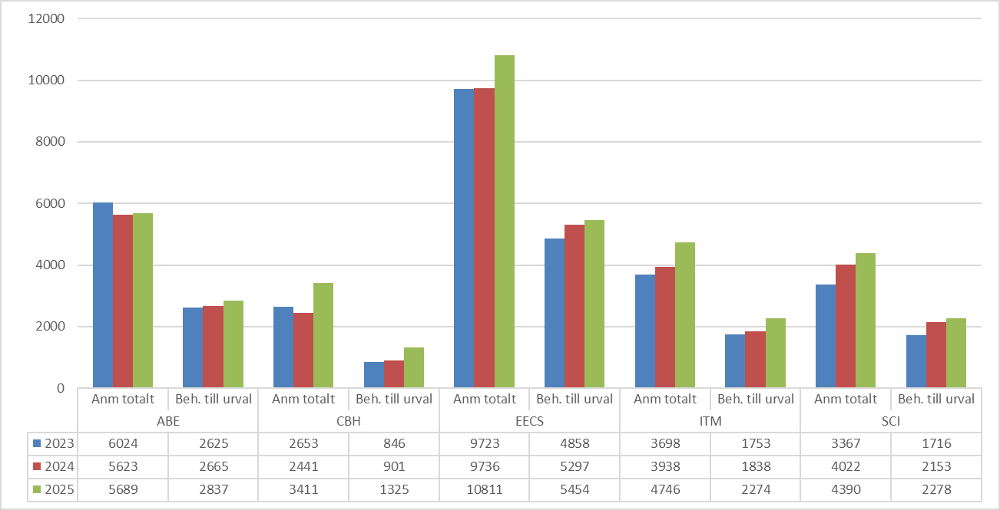 12000
10000
8000
6000
4000
2000
0
Anm totalt Beh. till urval Anm totalt Beh. till urval Anm totalt Beh. till urval Anm totalt Beh. till urval Anm totalt Beh. till urval
ABE CBH EECS ITM SCI
2023 6024 2625 2653 846 9723 4858 3698 1753 3367 1716
2024 5623 2665 2441 901 9736 5297 3938 1838 4022 2153
2025 5689 2837 3411 1325 10811 5454 4746 2274 4390 2278